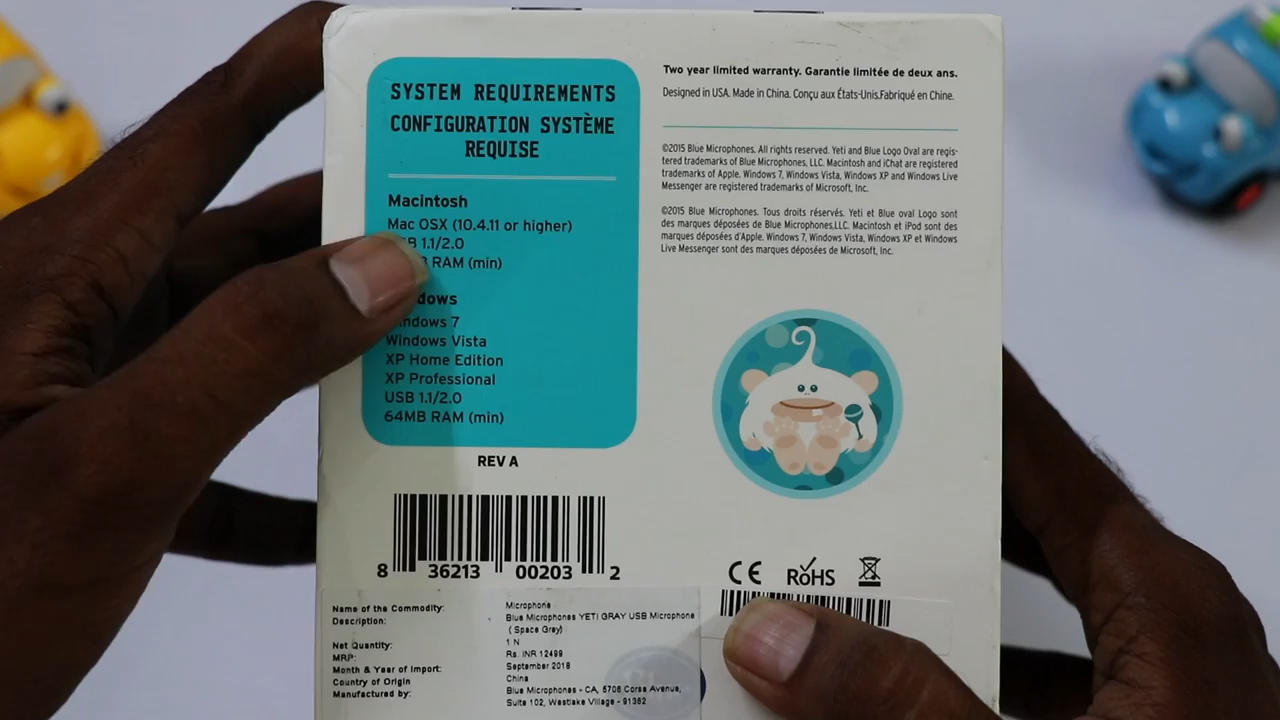 SYSTEM REQUIREMENTS
CONFIGURATION SYSTÈME
REQUISE
Macintosh
Mac OSX (10.4.11 or higher)
1.1/2.0
RAM (min)
Windows 7
Windows Vista
XP Home Edition
XP Professional
USB 1.1/2.0
64MB RAM (min)
REV A
8 36213 00203 2
Two year limited warranty. Garantie limitée de deux ans.
Designed in USA. Made in China. Conçu aux États-Unis.Fabriqué en Chine.
©2015 Blue Microphones. All rights reserved. Yeti and Blue Logo Oval are regis-
tered trademarks of Blue Microphones, LLC. Macintosh and iChat are registered
trademarks of Apple. Windows 7, Windows Vista, Windows XP and Windows Live
Messenger are registered trademarks of Microsoft, Inc.
©2015 Blue Microphones. Tous droits réservés. Yeti et Blue oval Logo sont
des marques déposées de Blue Microphones,LLC. Macintosh et iPod sont des
marques déposées d'Apple. Windows 7, Windows Vista, Windows XP et Windows
Live Messenger sont des marques déposées de Microsoft, Inc.
CE RoHS
Name of the Commodity: Microphone
Description: Blue Microphones YETI GRAY USB Microphone
(Space Grey)
Net Quantity: 1 N
MRP: Rs. INR 12499
Month & Year of Import: September 2018
Country of Origin China
Manufactured by: Blue Microphones - CA, 5706 Corsa Avenue,
Suite 102, Westlake Village - 91362